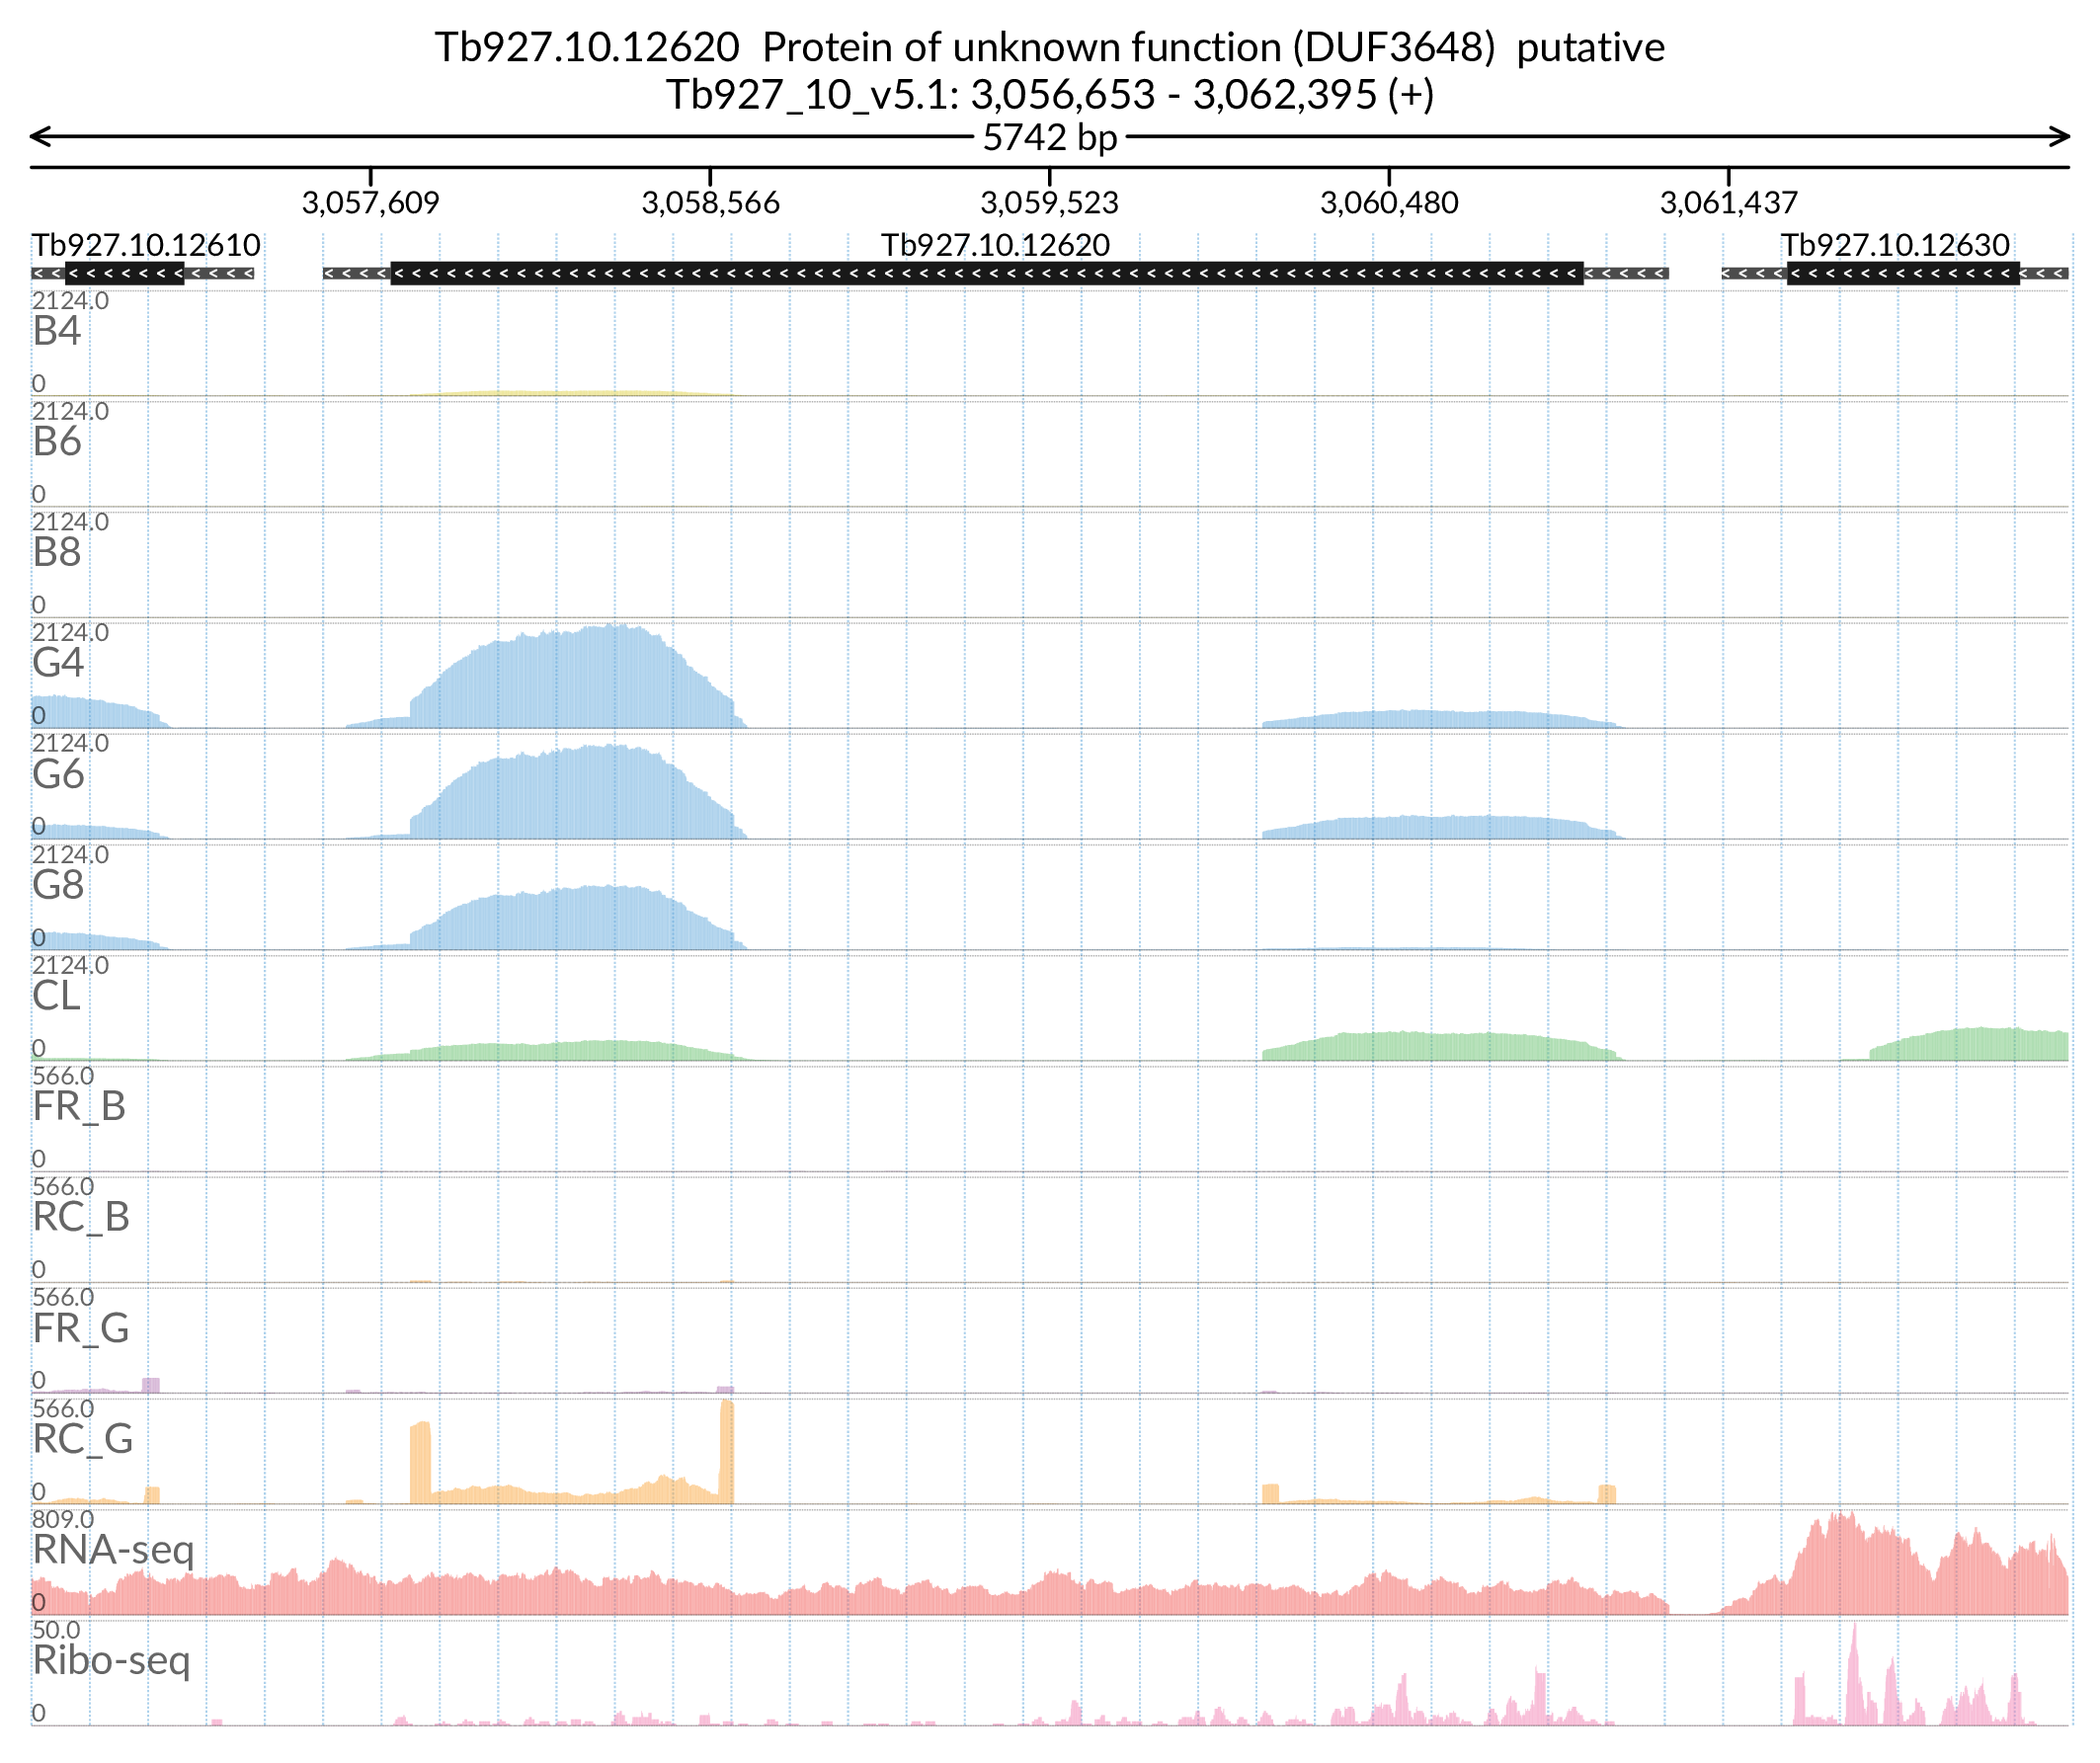 Tb927.10.12620  Protein of unknown function (DUF3648)  putative
Tb927_10_v5.1: 3,056,653 - 3,062,395 (+)
5742 bp
3,057,609 3,058,566 3,059,523 3,060,480 3,061,437
Tb927.10.12610 Tb927.10.12620 Tb927.10.12630
2124.0
B4
0
2124.0
B6
0
2124.0
B8
0
2124.0
G4
0
2124.0
G6
0
2124.0
G8
0
2124.0
CL
0
566.0
FR_B
0
566.0
RC_B
0
566.0
FR_G
0
566.0
RC_G
0
809.0
RNA-seq
0
50.0
Ribo-seq
0